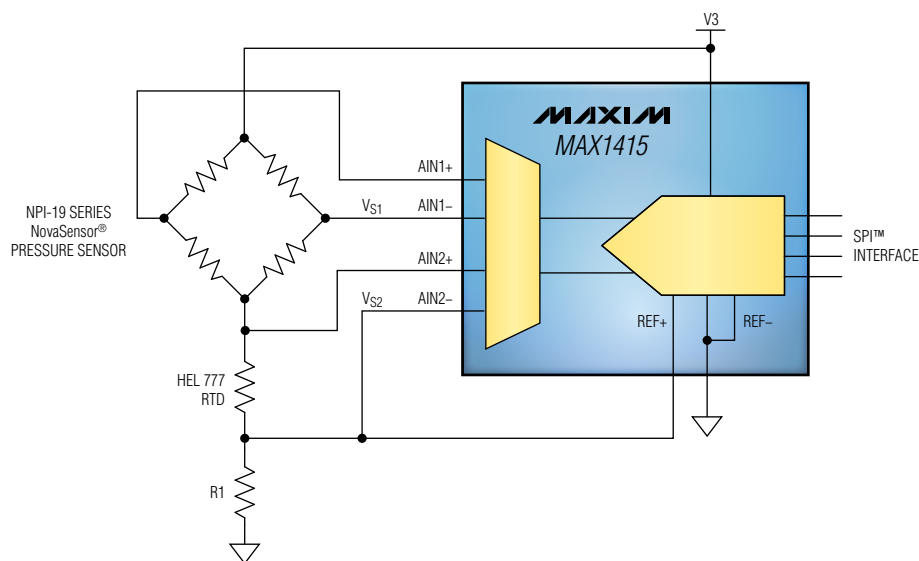 V3
MAXIM
MAX1415
AIN1+
NPI-19 SERIES
NovaSensor®
PRESSURE SENSOR
VS1
AIN1–
SPI™
INTERFACE
AIN2+
VS2
AIN2–
REF+
REF–
HEL 777
RTD
R1